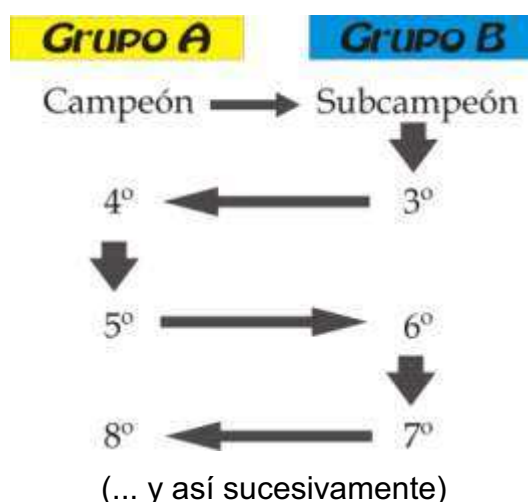 Grupo A Grupo B
Campeón Subcampeón
4º 3º
5º 6º
8º 7º
(... y así sucesivamente)